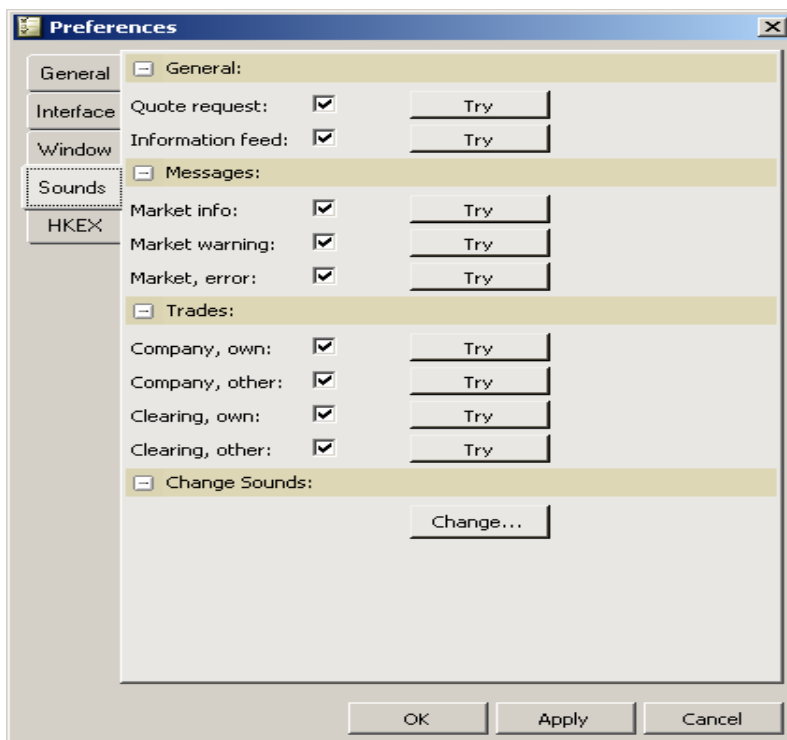 Preferences
General
Interface
Window
Sounds
HKEX
General:
Quote request: Try
Information feed: Try
Messages:
Market info: Try
Market warning: Try
Market, error: Try
Trades:
Company, own: Try
Company, other: Try
Clearing, own: Try
Clearing, other: Try
Change Sounds:
Change...
OK Apply Cancel